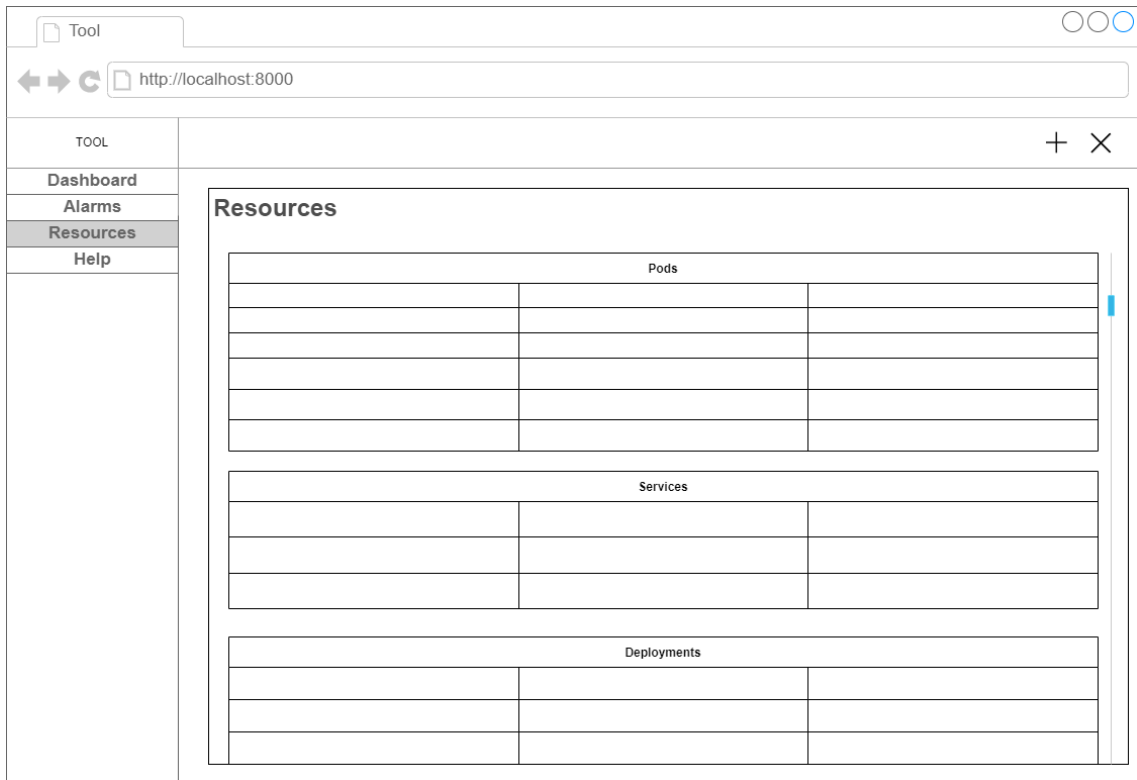 Tool
http://localhost:8000
TOOL
Dashboard
Alarms
Resources
Help
Resources
Pods
Services
Deployments